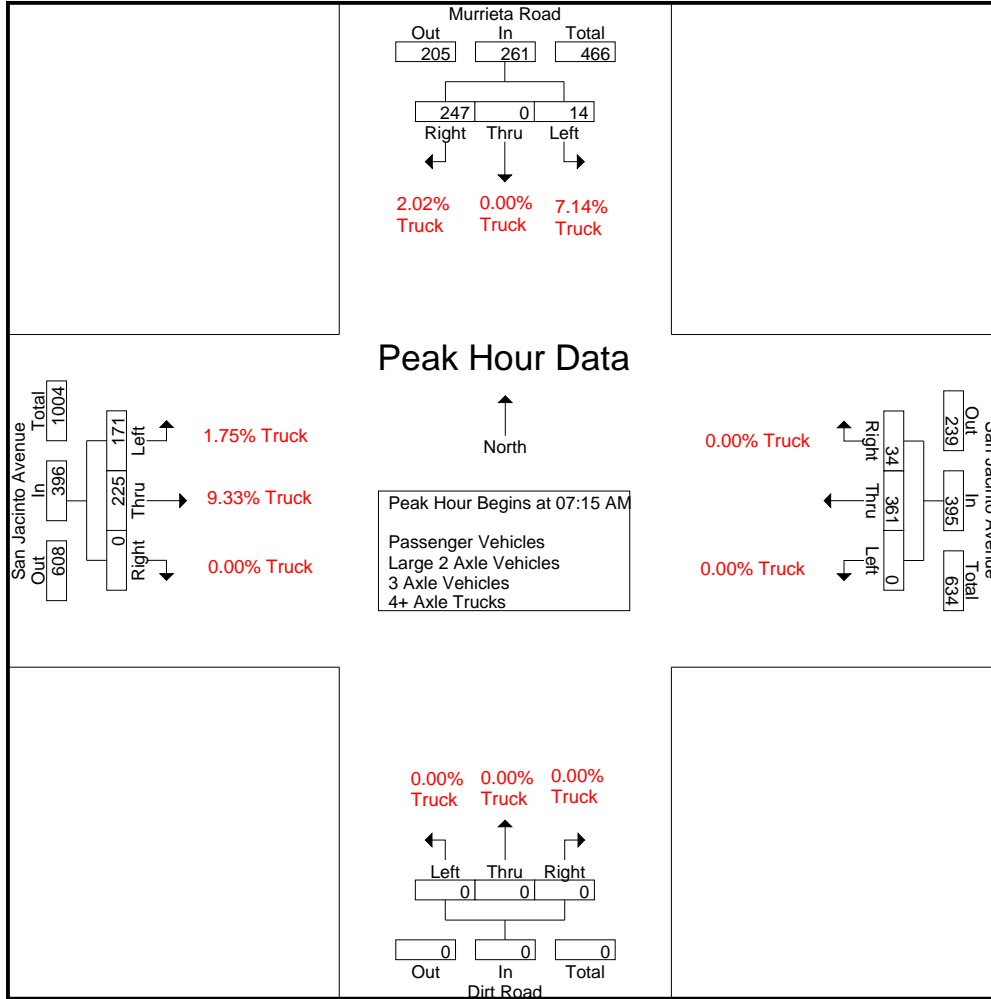 Murrieta Road
Out In Total
205 261 466
247 0 14
Right Thru Left
2.02% Truck
0.00% Truck
7.14% Truck
Peak Hour Data
North
Peak Hour Begins at 07:15 AM
Passenger Vehicles
Large 2 Axle Vehicles
3 Axle Vehicles
4+ Axle Trucks
San Jacinto Avenue
Total In Out
1004 396 608
171 225 0
Left Thru Right
1.75% Truck
9.33% Truck
0.00% Truck
San Jacinto Avenue
Out In Total
239 395 634
34 361 0
Right Thru Left
0.00% Truck
0.00% Truck
0.00% Truck
0.00% Truck
0.00% Truck
Left Thru Right
0 0 0
0 0 0
Out In Total
Dirt Road